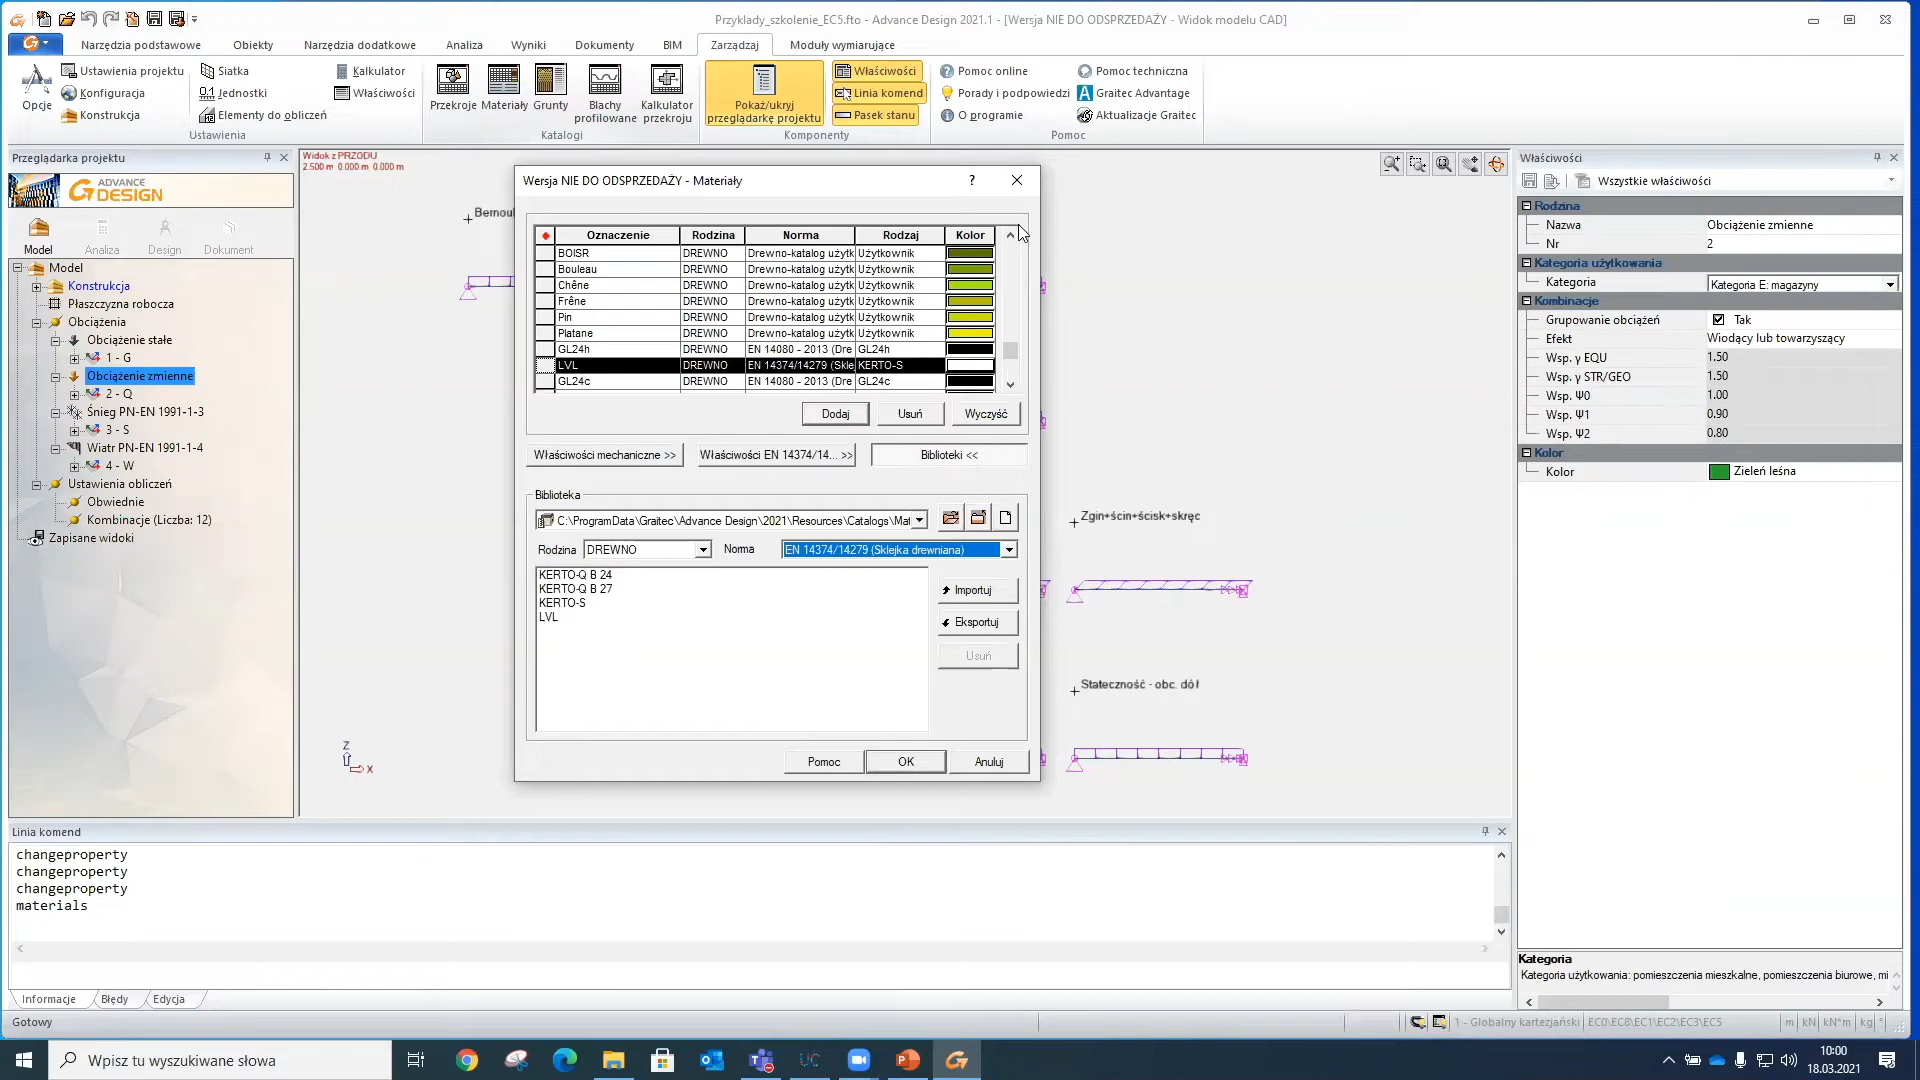 Przyklady_szkolenie_EC5.fto - Advance Design 2021.1 - [Wersja NIE DO ODSPRZEDAŻY - Widok modelu CAD]
Narzędzia podstawowe Obiekty Narzędzia dodatkowe Analiza Wyniki Dokumenty BIM Zarządzaj Moduły wymiarujące
Opcje
Ustawienia projektu
Konfiguracja
Konstrukcja
Siatka
Jednostki
Elementy do obliczeń
Kalkulator
Właściwości
Ustawienia
Przekroje
Materiały
Grunty
Blachy profilowane
Kalkulator przekroju
Katalogi
Pokaż/ukryj
przeglądarkę projektu
Właściwości
Linia komend
Pasek stanu
Komponenty
Pomoc online
Porady i podpowiedzi
O programie
Pomoc techniczna
Graitec Advantage
Aktualizacje Graitec
Pomoc
Przeglądarka projektu
ADVANCE
DESIGN
Model Analiza Design Dokument
Model
Konstrukcja
Płaszczyzna robocza
Obciążenia
Obciążenie stałe
1 - G
Obciążenie zmienne
2 - Q
Śnieg PN-EN 1991-1-3
3 - S
Wiatr PN-EN 1991-1-4
4 - W
Ustawienia obliczeń
Obwiednie
Kombinacje (Liczba: 12)
Zapisane widoki
Widok z PRZODU
2.500 m 0.000 m 0.000 m
Bernoul
Z
X
Zgin+ścin+ścisk+skręc
Stateczność - obc. dół
Wersja NIE DO ODSPRZEDAŻY - Materiały
Oznaczenie Rodzina Norma Rodzaj Kolor
BOISR DREWNO Drewno-katalog użytk Użytkownik
Bouleau DREWNO Drewno-katalog użytk Użytkownik
Chêne DREWNO Drewno-katalog użytk Użytkownik
Frêne DREWNO Drewno-katalog użytk Użytkownik
Pin DREWNO Drewno-katalog użytk Użytkownik
Platane DREWNO Drewno-katalog użytk Użytkownik
GL24h DREWNO EN 14080 - 2013 (Dre GL24h
LVL DREWNO EN 14374/14279 (Skle KERTO-S
GL24c DREWNO EN 14080 - 2013 (Dre GL24c
Dodaj Usuń Wyczyść
Właściwości mechaniczne >> Właściwości EN 14374/14... >> Biblioteki <<
Biblioteka
C:\ProgramData\Graitec\Advance Design\2021\Resources\Catalogs\Mat
Rodzina DREWNO Norma EN 14374/14279 (Sklejka drewniana)
KERTO-Q B 24
KERTO-Q B 27
KERTO-S
LVL
Importuj
Eksportuj
Usuń
Pomoc OK Anuluj
Właściwości
Wszystkie właściwości
Rodzina
Nazwa Obciążenie zmienne
Nr 2
Kategoria użytkowania
Kategoria Kategoria E: magazyny
Kombinacje
Grupowanie obciążeń Tak
Efekt Wiodący lub towarzyszący
Wsp. γ EQU 1.50
Wsp. γ STR/GEO 1.50
Wsp. Ψ0 1.00
Wsp. Ψ1 0.90
Wsp. Ψ2 0.80
Kolor
Kolor Zieleń leśna
Kategoria
Kategoria użytkowania: pomieszczenia mieszkalne, pomieszczenia biurowe, mi
Linia komend
changeproperty
changeproperty
changeproperty
materials
Informacje Błędy Edycja
Gotowy
1 - Globalny kartezjański EC0\EC8\EC1\EC2\EC3\EC5 m kN kN*m kg °
Wpisz tu wyszukiwane słowa
10:00
18.03.2021